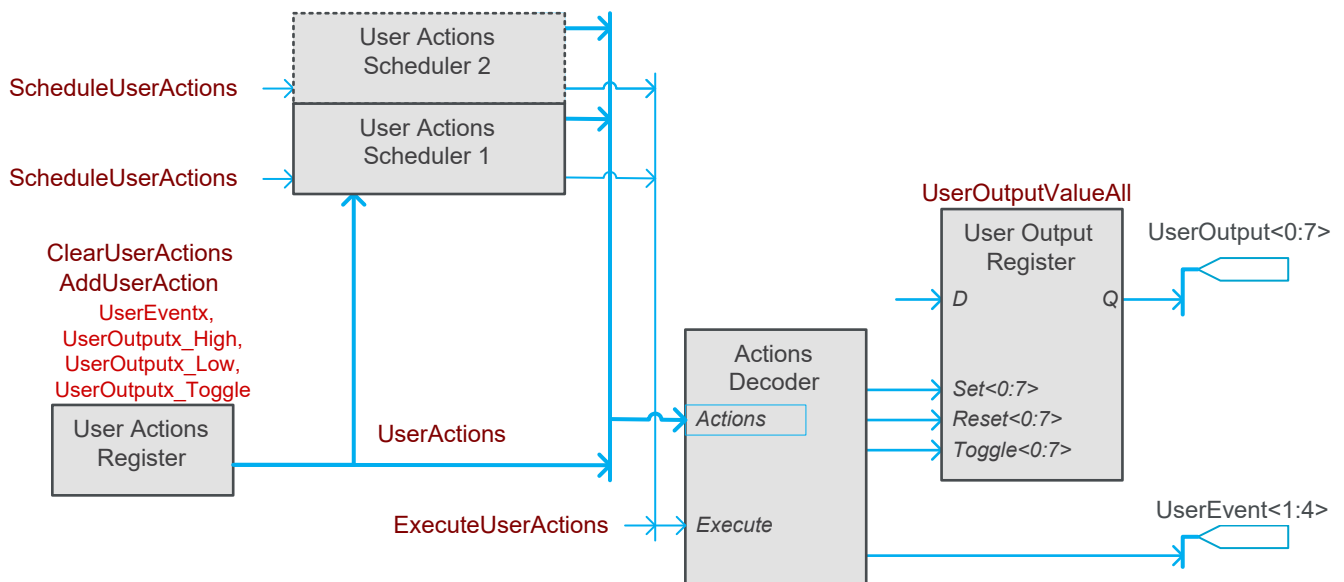 User Actions
Scheduler 2
ScheduleUserActions
User Actions
Scheduler 1
ScheduleUserActions
ClearUserActions
AddUserAction
UserEventx,
UserOutputx_High,
UserOutputx_Low,
UserOutputx_Toggle
User Actions
Register
UserActions
ExecuteUserActions
Actions
Decoder
Actions
Execute
UserOutputValueAll
User Output
Register
D
Q
Set<0:7>
Reset<0:7>
Toggle<0:7>
UserOutput<0:7>
UserEvent<1:4>